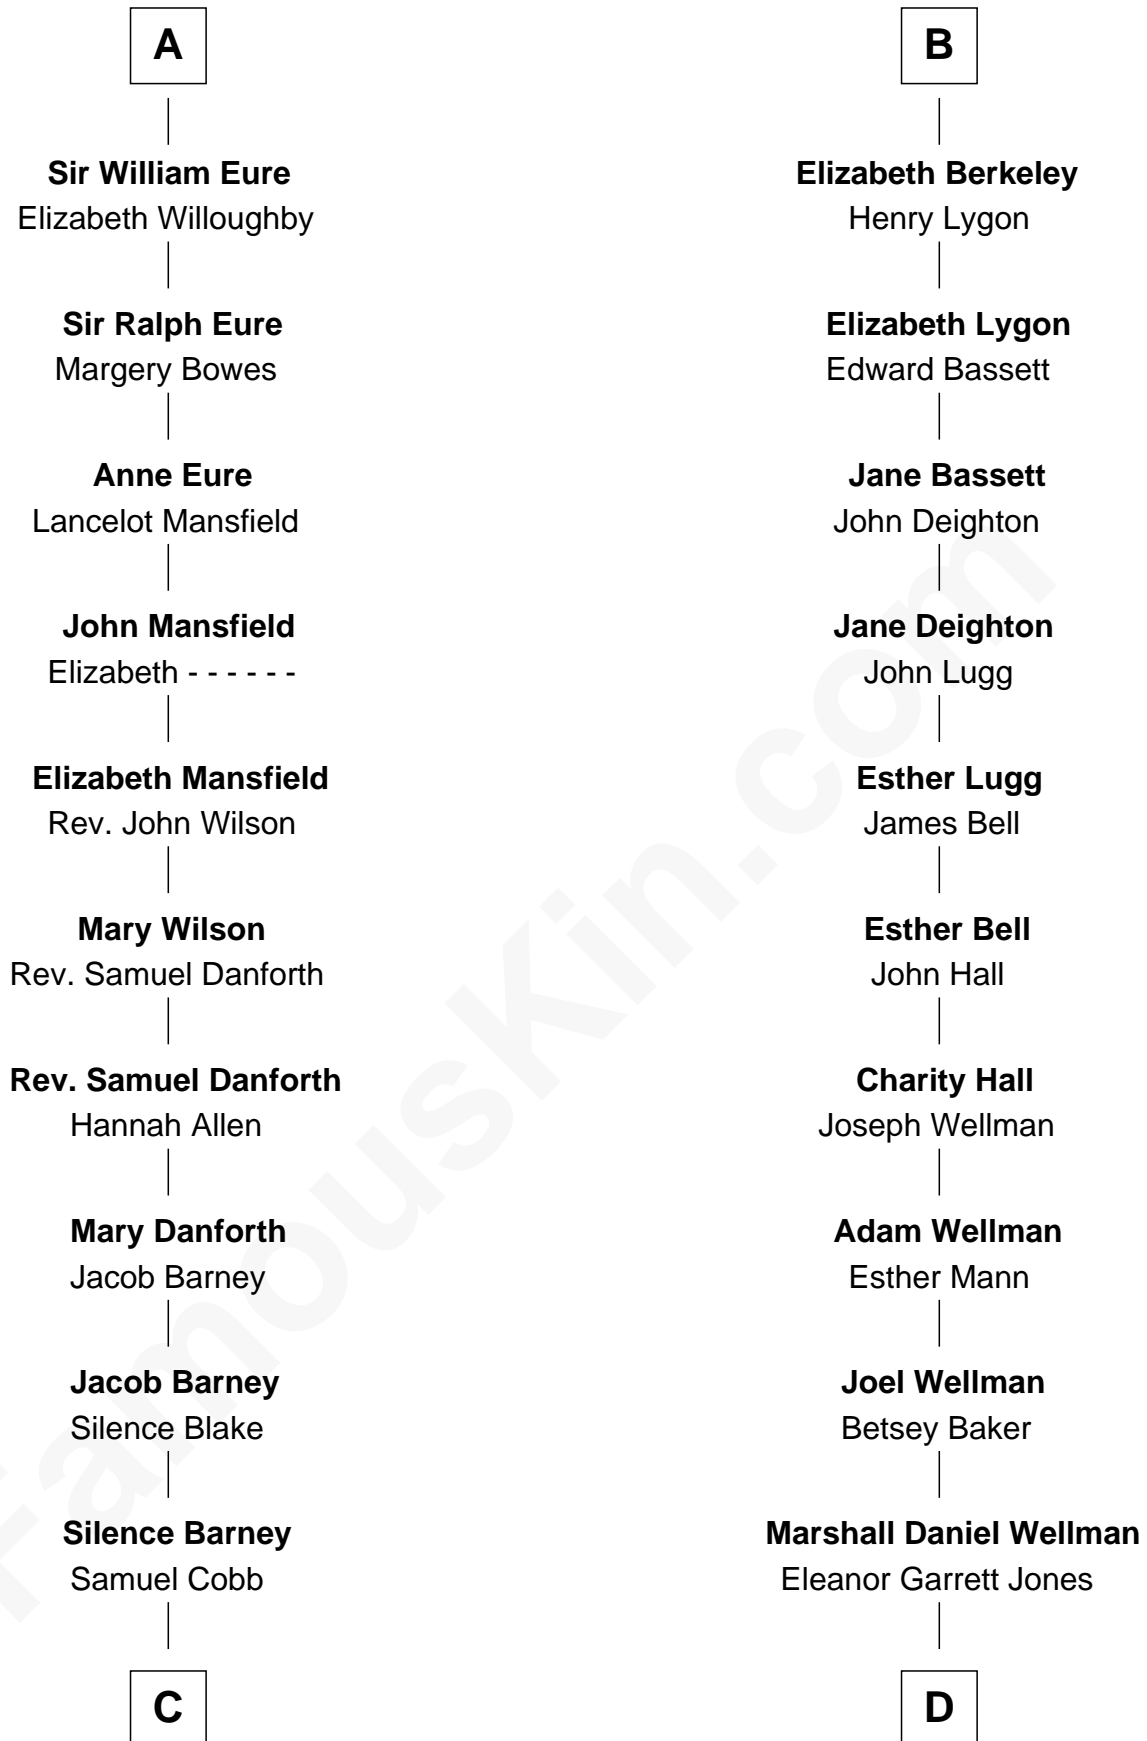 A
Sir William Eure
Elizabeth Willoughby
Sir Ralph Eure
Margery Bowes
Anne Eure
Lancelot Mansfield
John Mansfield
Elizabeth - - - - - -
Elizabeth Mansfield
Rev. John Wilson
Mary Wilson
Rev. Samuel Danforth
Rev. Samuel Danforth
Hannah Allen
Mary Danforth
Jacob Barney
Jacob Barney
Silence Blake
Silence Barney
Samuel Cobb
C
B
Elizabeth Berkeley
Henry Lygon
Elizabeth Lygon
Edward Bassett
Jane Bassett
John Deighton
Jane Deighton
John Lugg
Esther Lugg
James Bell
Esther Bell
John Hall
Charity Hall
Joseph Wellman
Adam Wellman
Esther Mann
Joel Wellman
Betsey Baker
Marshall Daniel Wellman
Eleanor Garrett Jones
D
FamousKin.com